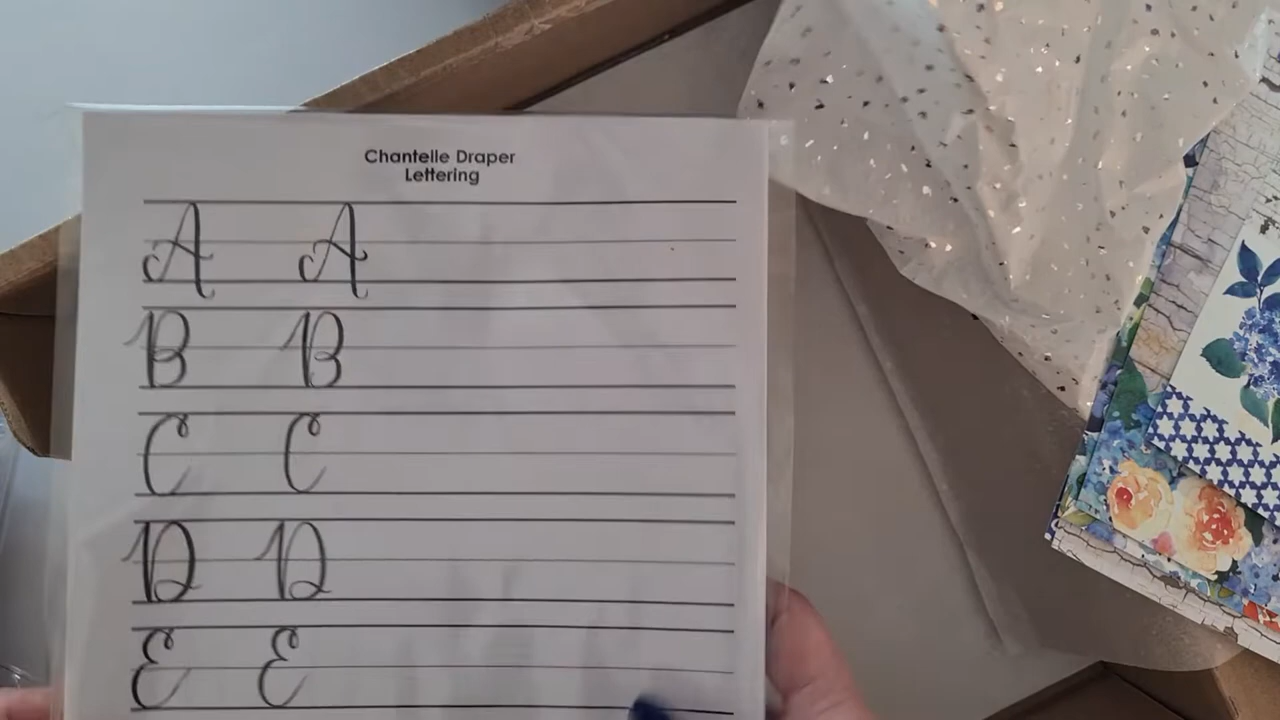 Chantelle Draper
Lettering
A A
B B
C C
D D
E E